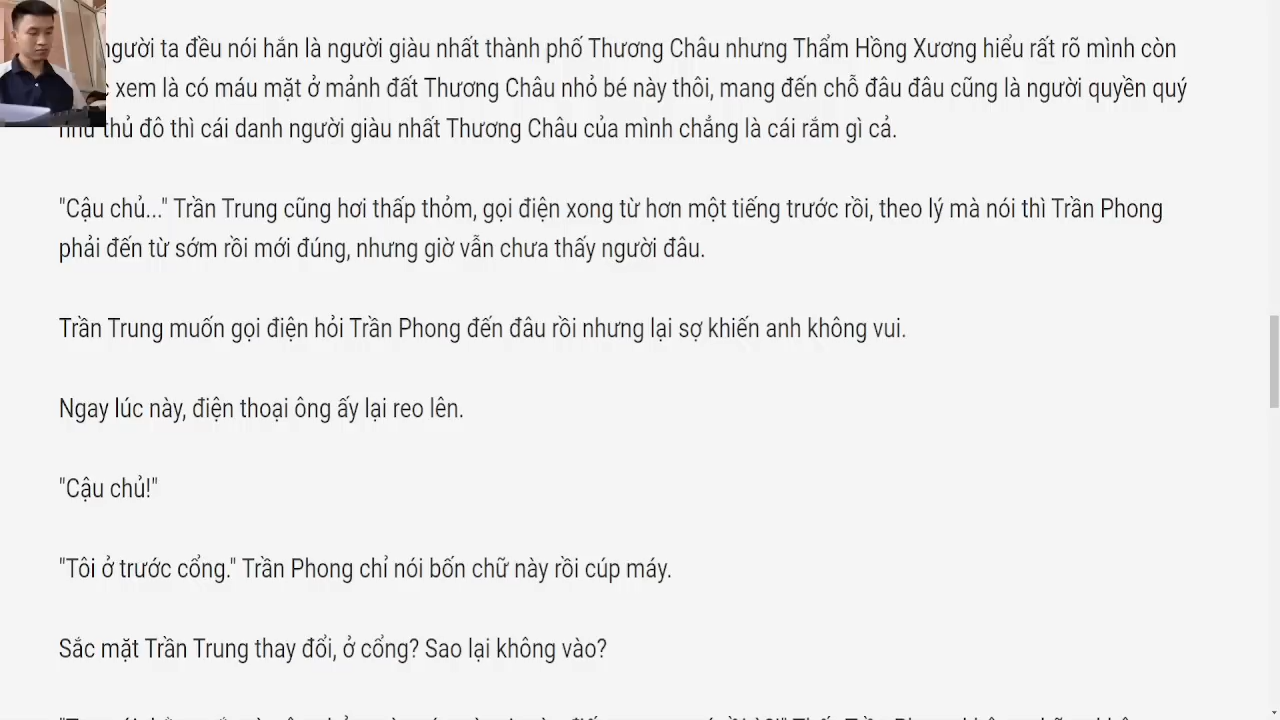 người ta đều nói hắn là người giàu nhất thành phố Thương Châu nhưng Thẩm Hồng Xương hiểu rất rõ mình còn
xem là có máu mặt ở mảnh đất Thương Châu nhỏ bé này thôi, mang đến chỗ đâu đâu cũng là người quyền quý
như thủ đô thì cái danh người giàu nhất Thương Châu của mình chẳng là cái rắm gì cả.
"Cậu chủ..." Trần Trung cũng hơi thấp thỏm, gọi điện xong từ hơn một tiếng trước rồi, theo lý mà nói thì Trần Phong
phải đến từ sớm rồi mới đúng, nhưng giờ vẫn chưa thấy người đâu.
Trần Trung muốn gọi điện hỏi Trần Phong đến đâu rồi nhưng lại sợ khiến anh không vui.
Ngay lúc này, điện thoại ông ấy lại reo lên.
"Cậu chủ!"
"Tôi ở trước cổng." Trần Phong chỉ nói bốn chữ này rồi cúp máy.
Sắc mặt Trần Trung thay đổi, ở cổng? Sao lại không vào?